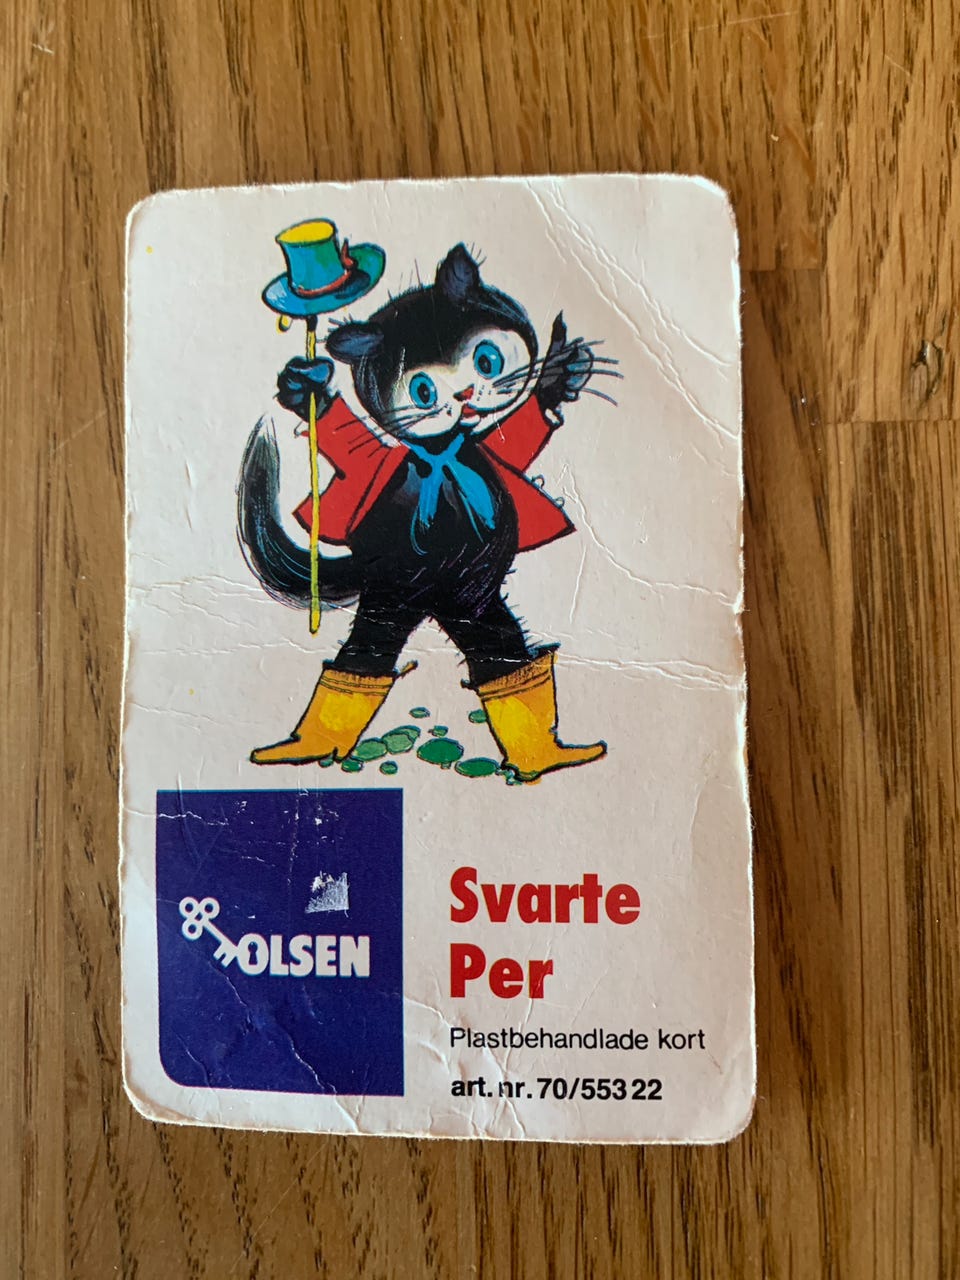 OLSEN
Svarte
Per
Plastbehandlade kort
art. nr. 70/553 22